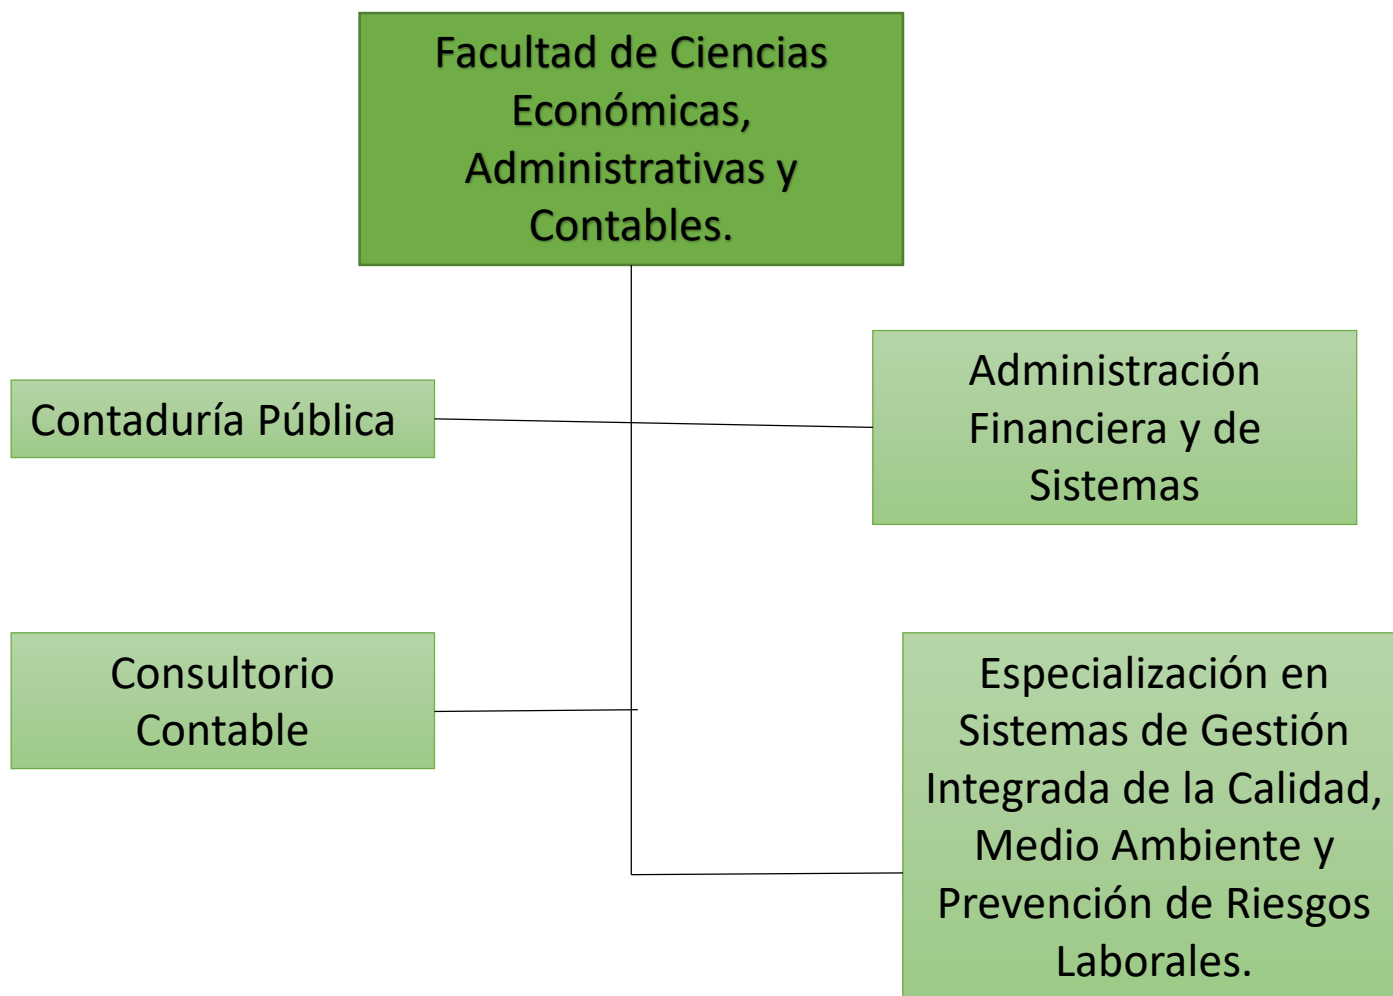 Facultad de Ciencias
Económicas,
Administrativas y
Contables.
Contaduría Pública
Administración
Financiera y de
Sistemas
Consultorio
Contable
Especialización en
Sistemas de Gestión
Integrada de la Calidad,
Medio Ambiente y
Prevención de Riesgos
Laborales.